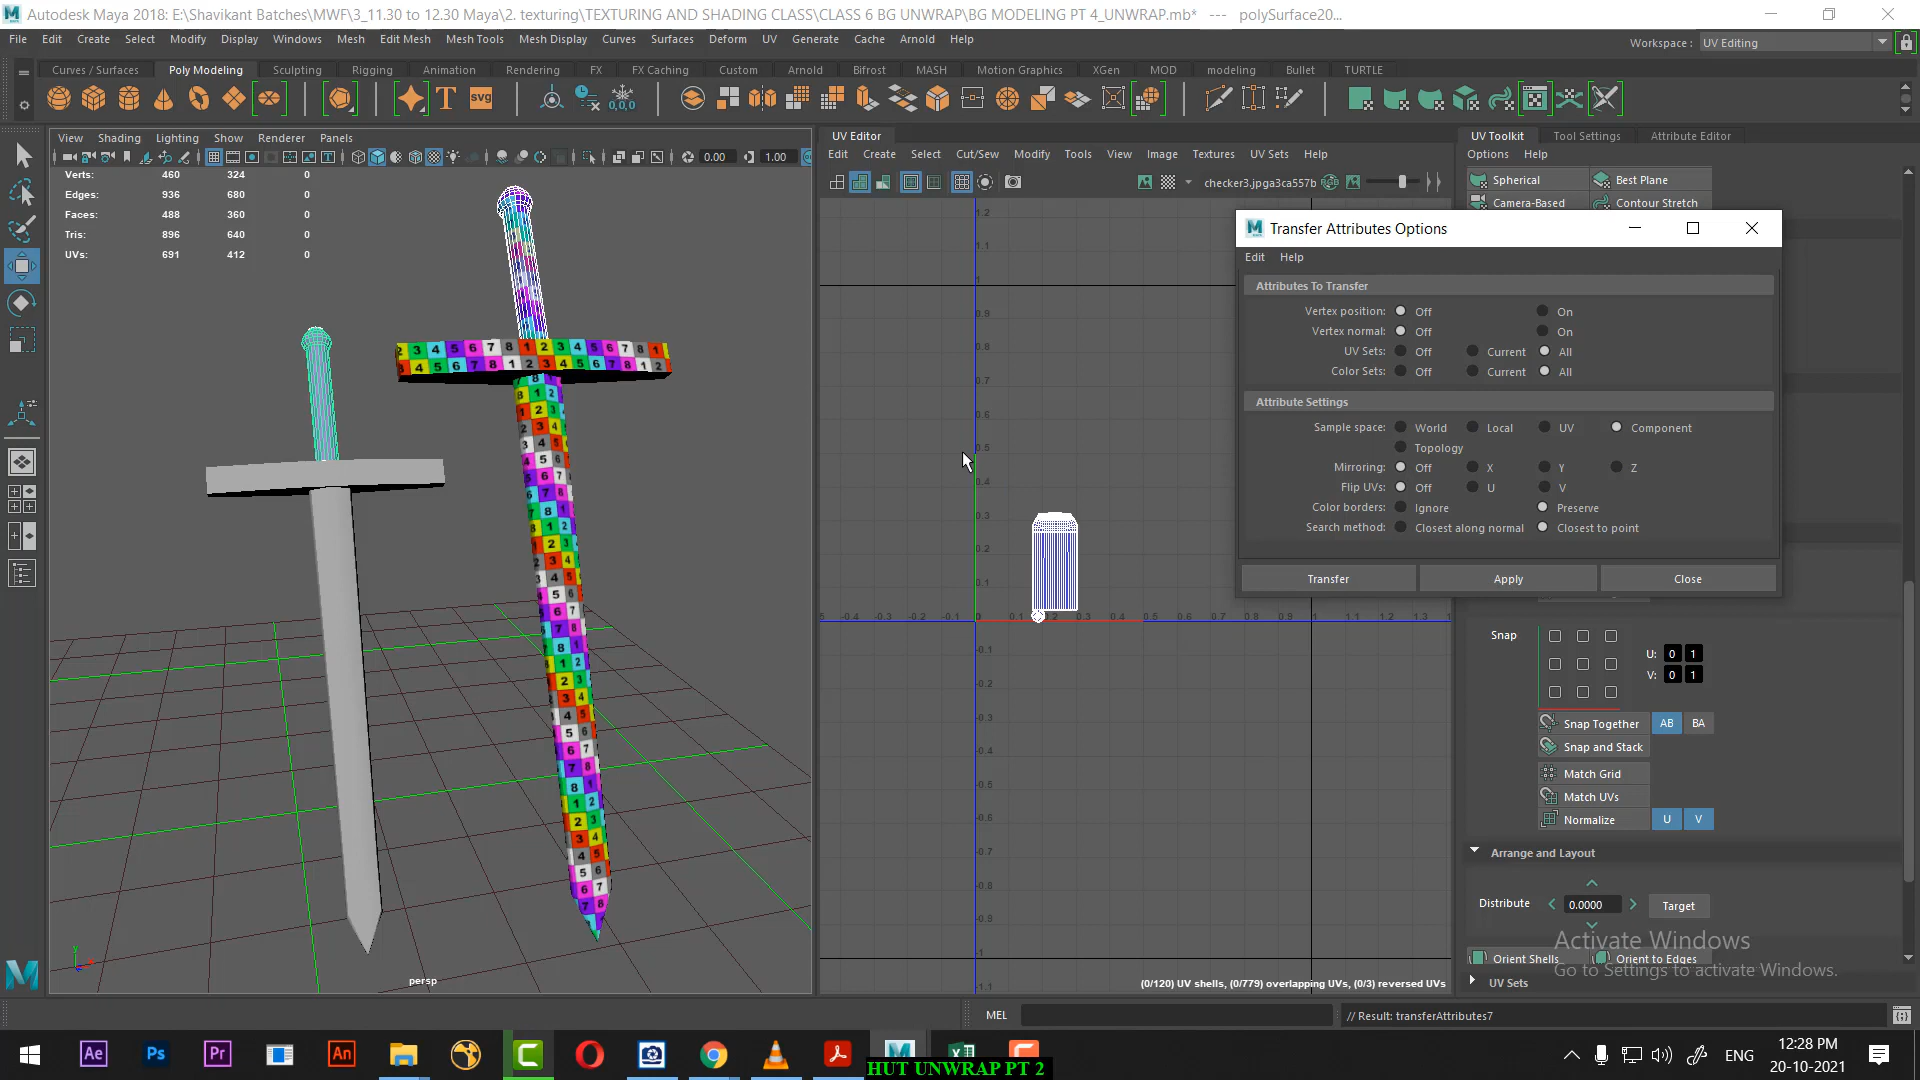 Autodesk Maya 2018: E:\Shavikant Batches\MWF\3_11.30 to 12.30 Maya\2. texturing\TEXTURING AND SHADING CLASS\CLASS 6 BG UNWRAP\BG MODELING PT 4_UNWRAP.mb* --- polySurface20...
File Edit Create Select Modify Display Windows Mesh Edit Mesh Mesh Tools Mesh Display Curves Surfaces Deform UV Generate Cache Arnold Help
Workspace : UV Editing
Curves / Surfaces Poly Modeling Sculpting Rigging Animation Rendering FX FX Caching Custom Arnold Bifrost MASH Motion Graphics XGen MOD modeling Bullet TURTLE
T SVG 0,0,0
View Shading Lighting Show Renderer Panels
0.00 1.00
Verts: 460 324 0
Edges: 936 680 0
Faces: 488 360 0
Tris: 896 640 0
UVs: 691 412 0
persp
UV Editor
Edit Create Select Cut/Sew Modify Tools View Image Textures UV Sets Help
checker3.jpga3ca557b
(0/120) UV shells, (0/779) overlapping UVs, (0/3) reversed UVs
UV Toolkit Tool Settings Attribute Editor
Options Help
Spherical Best Plane
Camera-Based Contour Stretch
Transfer Attributes Options
Edit Help
Attributes To Transfer
Vertex position: Off On
Vertex normal: Off On
UV Sets: Off Current All
Color Sets: Off Current All
Attribute Settings
Sample space: World Local UV Component
Topology
Mirroring: Off X Y Z
Flip UVs: Off U V
Color borders: Ignore Preserve
Search method: Closest along normal Closest to point
Transfer Apply Close
Snap
U: 0 1
V: 0 1
Snap Together AB BA
Snap and Stack
Match Grid
Match UVs
Normalize U V
Arrange and Layout
Distribute 0.0000 Target
Orient Shells Orient to Edges
UV Sets
Activate Windows
Go to Settings to activate Windows.
MEL
// Result: transferAttributes7
Ae Ps Pr An
HUT UNWRAP PT 2
ENG
12:28 PM
20-10-2021